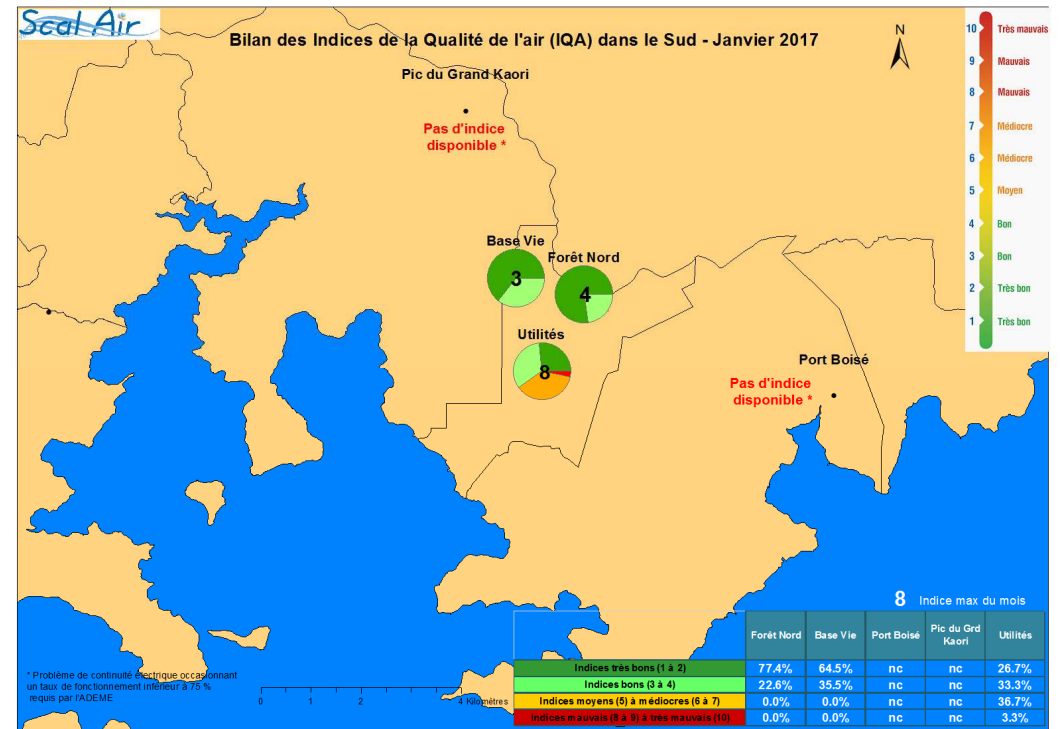 Scal Air
Bilan des Indices de la Qualité de l'air (IQA) dans le Sud - Janvier 2017
N
10 Très mauvais
9 Mauvais
8 Mauvais
7 Médiocre
6 Médiocre
5 Moyen
4 Bon
3 Bon
2 Très bon
1 Très bon
Pic du Grand Kaori
Pas d'indice
disponible *
Base Vie
3
Forêt Nord
4
Utilités
8
Port Boisé
Pas d'indice
disponible *
8 Indice max du mois
Forêt Nord Base Vie Port Boisé Pic du Grd Utilités
Kaori
Indices très bons (1 à 2) 77.4% 64.5% nc nc 26.7%
Indices bons (3 à 4) 22.6% 35.5% nc nc 33.3%
Indices moyens (5) à médiocres (6 à 7) 0.0% 0.0% nc nc 36.7%
Indices mauvais (8 à 9) à très mauvais (10) 0.0% 0.0% nc nc 3.3%
* Problème de continuité électrique occasionnant
un taux de fonctionnement inférieur à 75 %
requis par l'ADEME
0 1 2 4 Kilomètres